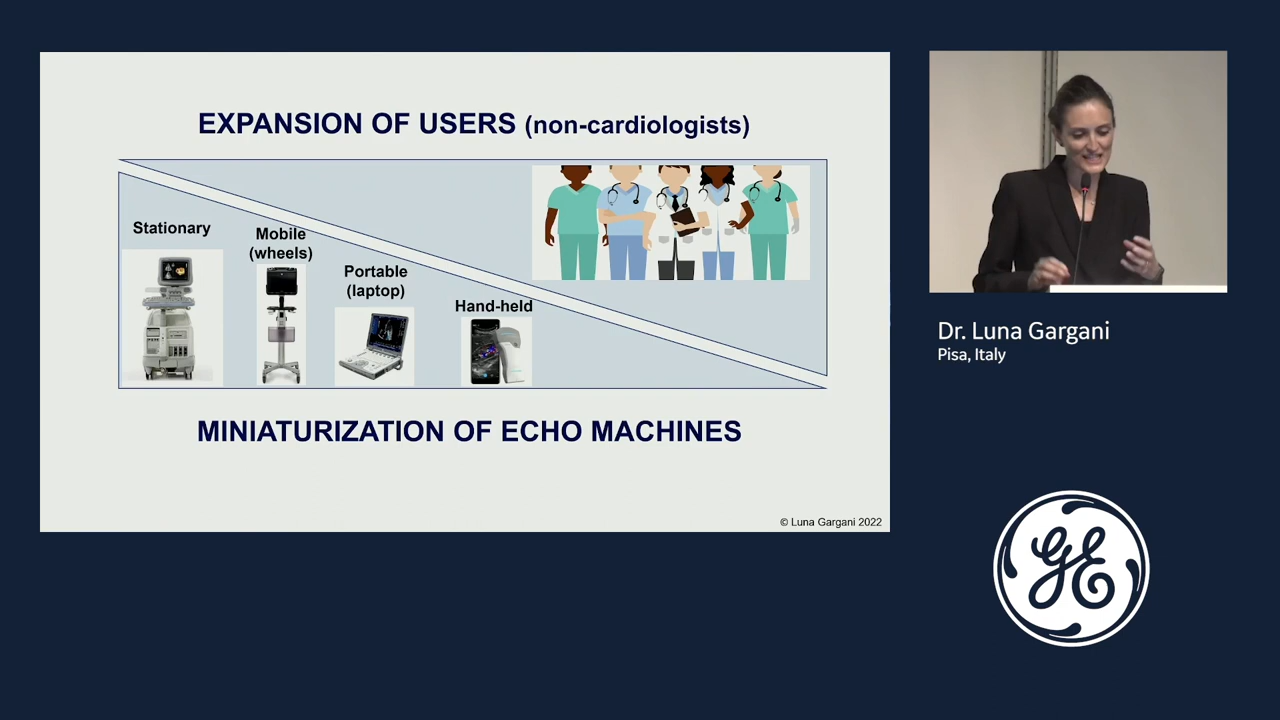 EXPANSION OF USERS (non-cardiologists)
Stationary
Mobile
(wheels)
Portable
(laptop)
Hand-held
MINIATURIZATION OF ECHO MACHINES
© Luna Gargani 2022
Dr. Luna Gargani
Pisa, Italy
GE